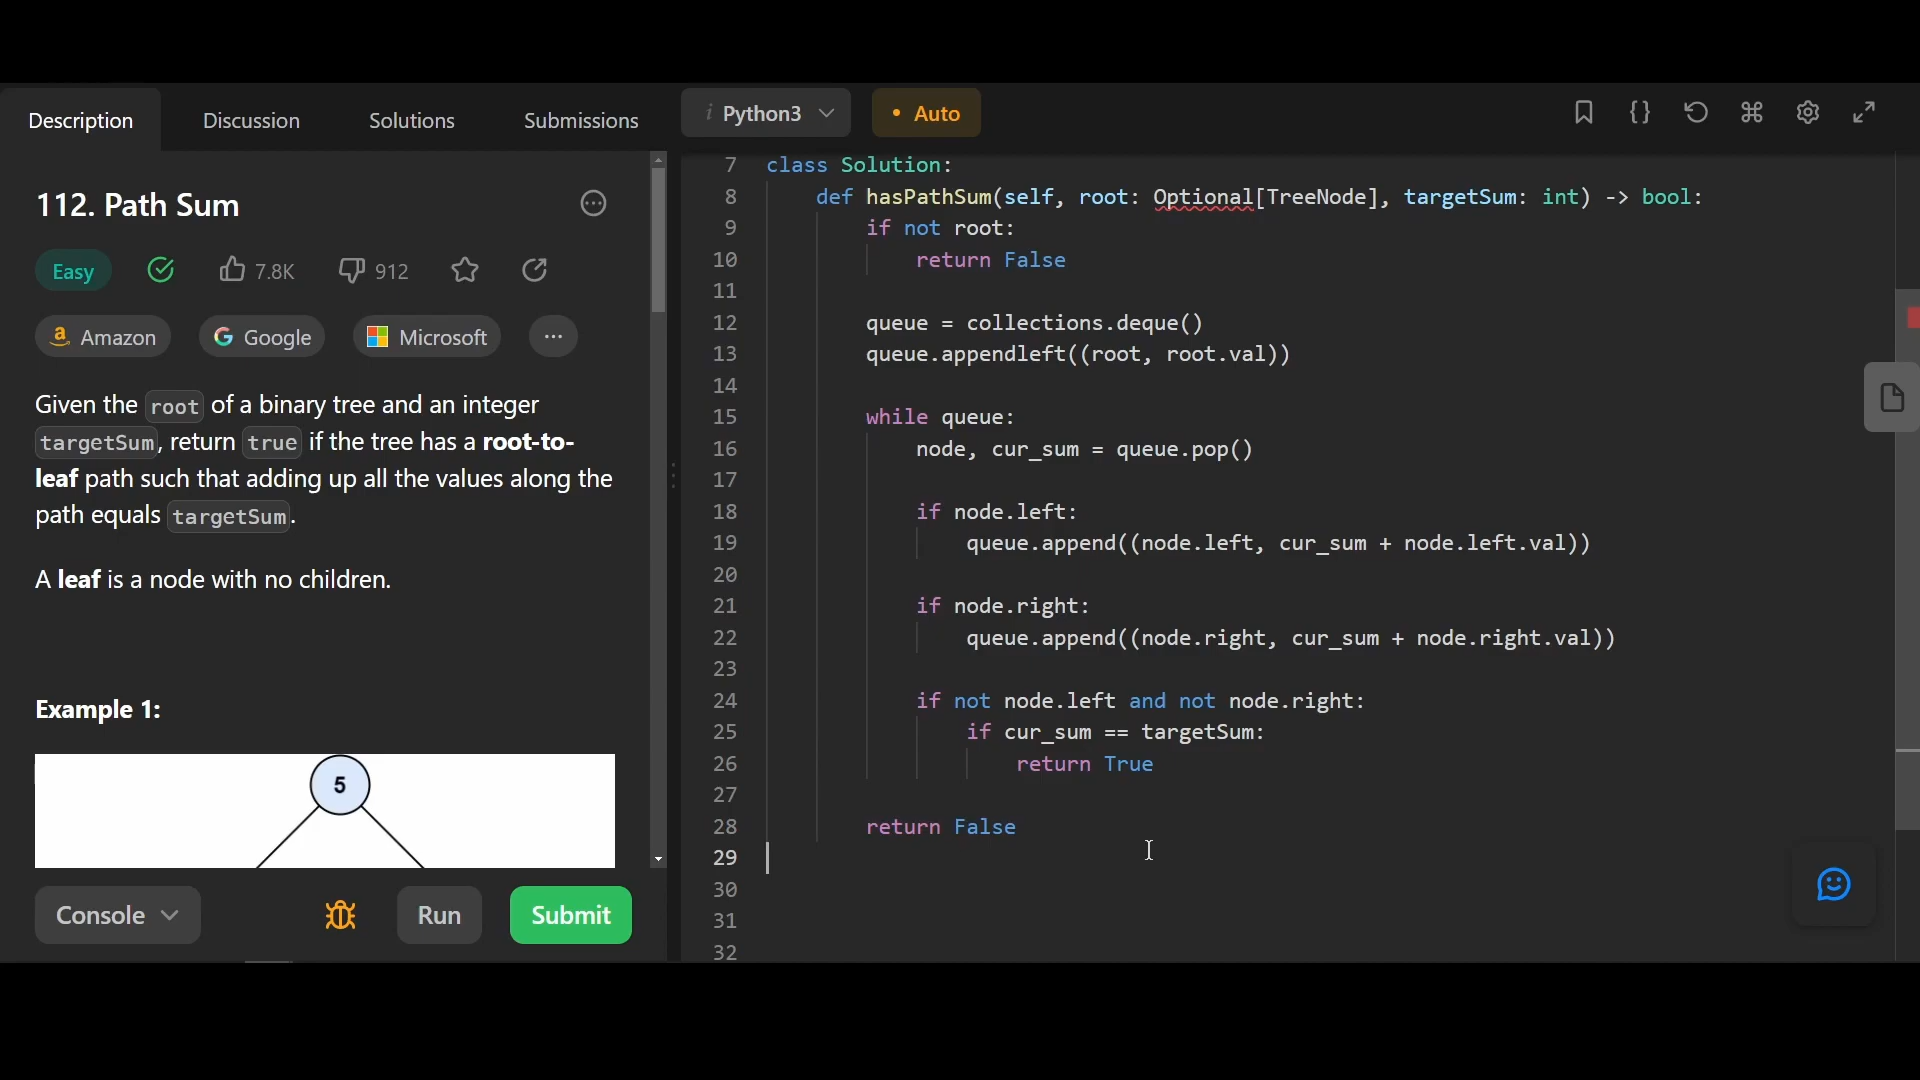 Description
Discussion
Solutions
Submissions
112. Path Sum
Easy
7.8K
912
Amazon
Google
Microsoft
Given the root of a binary tree and an integer
targetSum, return true if the tree has a root-to-
leaf path such that adding up all the values along the
path equals targetSum.
A leaf is a node with no children.
Example 1:
5
Console
Run
Submit
i Python3
• Auto
7 class Solution:
8 def hasPathSum(self, root: Optional[TreeNode], targetSum: int) -> bool:
9 if not root:
10 return False
11
12 queue = collections.deque()
13 queue.appendleft((root, root.val))
14
15 while queue:
16 node, cur_sum = queue.pop()
17
18 if node.left:
19 queue.append((node.left, cur_sum + node.left.val))
20
21 if node.right:
22 queue.append((node.right, cur_sum + node.right.val))
23
24 if not node.left and not node.right:
25 if cur_sum == targetSum:
26 return True
27
28 return False
29
30
31
32